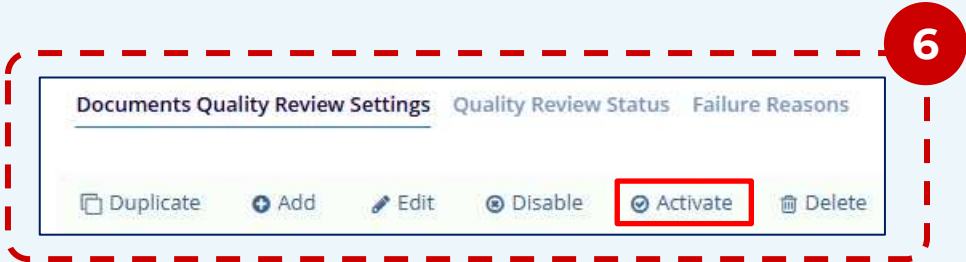 6
Documents Quality Review Settings Quality Review Status Failure Reasons
Duplicate Add Edit Disable Activate Delete